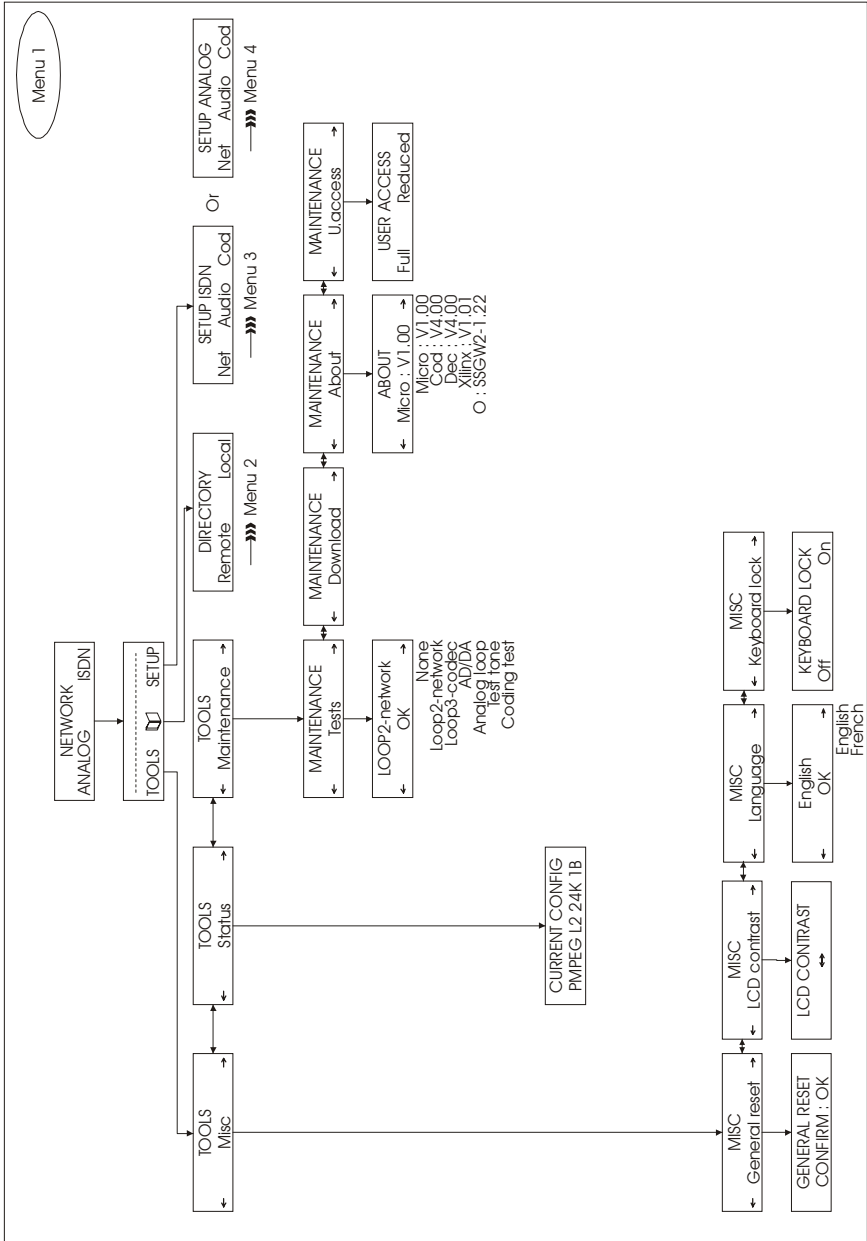 Menu 1
NETWORK
ANALOG ISDN
TOOLS SETUP
TOOLS
Misc
TOOLS
Status
TOOLS
Maintenance
DIRECTORY
Remote Local
Menu 2
SETUP ISDN
Net Audio Cod
Menu 3
Or
SETUP ANALOG
Net Audio Cod
Menu 4
MAINTENANCE
Tests
MAINTENANCE
Download
MAINTENANCE
About
MAINTENANCE
U.access
LOOP2-network
OK
None
Loop2-network
Loop3-codec
AD/DA
Analog loop
Test tone
Coding test
ABOUT
Micro : V1.00
Micro : V1.00
Cod : V4.00
Dec : V4.00
Xilinx : V1.01
O : SSGW2-1.22
USER ACCESS
Full Reduced
CURRENT CONFIG
PMPEG L2 24K 1B
MISC
General reset
MISC
LCD contrast
MISC
Language
MISC
Keyboard lock
GENERAL RESET
CONFIRM : OK
LCD CONTRAST
English
OK
English
French
KEYBOARD LOCK
Off On